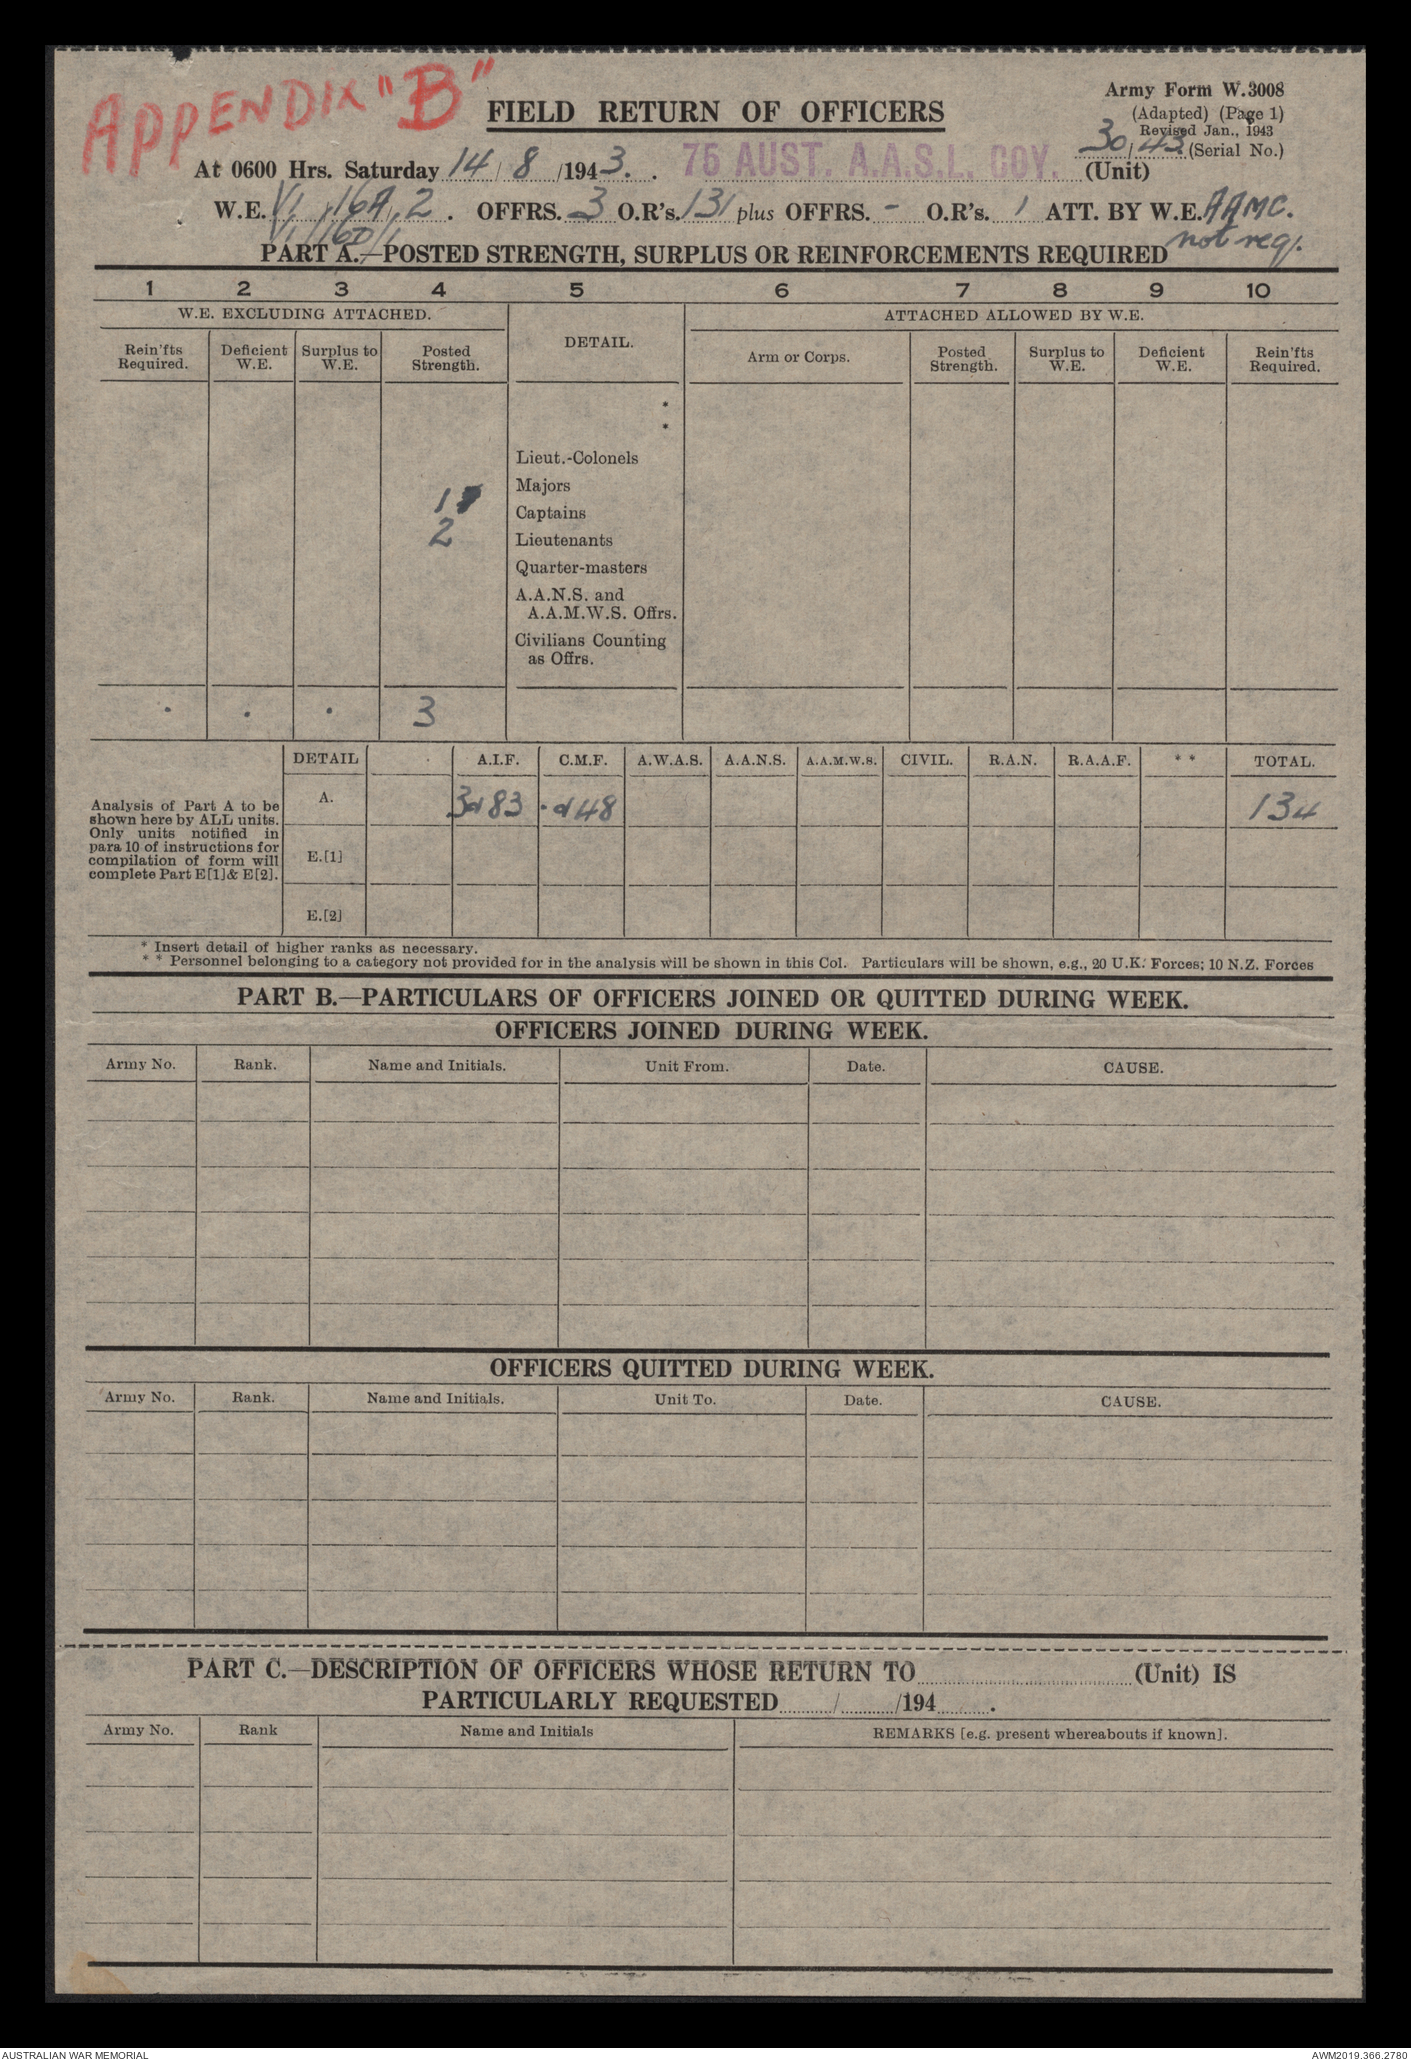 APPENDIX "B"
FIELD RETURN OF OFFICERS
Army Form W.3008
(Adapted) (Page 1)
Revised Jan., 1943
30/43 (Serial No.)
At 0600 Hrs. Saturday 14 / 8 /1943. 75 AUST. A.A.S.L. COY. (Unit)
W.E. VI /16A/2 . OFFRS. 3 O.R's. 131 plus OFFRS. - O.R's. 1 ATT. BY W.E. AAMC.
VI/16D/1 not req.
PART A.—POSTED STRENGTH, SURPLUS OR REINFORCEMENTS REQUIRED
1 2 3 4 5 6 7 8 9 10
W.E. EXCLUDING ATTACHED. DETAIL. ATTACHED ALLOWED BY W.E.
Rein'fts Required. Deficient W.E. Surplus to W.E. Posted Strength. Arm or Corps. Posted Strength. Surplus to W.E. Deficient W.E. Rein'fts Required.
*
*
Lieut.-Colonels
Majors
1 Captains
2 Lieutenants
Quarter-masters
A.A.N.S. and
A.A.M.W.S. Offrs.
Civilians Counting
as Offrs.
. . . 3
DETAIL A.I.F. C.M.F. A.W.A.S. A.A.N.S. A.A.M.W.S. CIVIL. R.A.N. R.A.A.F. * * TOTAL.
A. 3 & 83 . & 48 134
Analysis of Part A to be
shown here by ALL units.
Only units notified in
para 10 of instructions for
compilation of form will
complete Part E[1]& E[2].
E.[1]
E.[2]
* Insert detail of higher ranks as necessary.
* * Personnel belonging to a category not provided for in the analysis will be shown in this Col. Particulars will be shown, e.g., 20 U.K. Forces; 10 N.Z. Forces
PART B.—PARTICULARS OF OFFICERS JOINED OR QUITTED DURING WEEK.
OFFICERS JOINED DURING WEEK.
Army No. Rank. Name and Initials. Unit From. Date. CAUSE.
OFFICERS QUITTED DURING WEEK.
Army No. Rank. Name and Initials. Unit To. Date. CAUSE.
PART C.—DESCRIPTION OF OFFICERS WHOSE RETURN TO (Unit) IS
PARTICULARLY REQUESTED / /194 .
Army No. Rank Name and Initials REMARKS [e.g. present whereabouts if known].
AUSTRALIAN WAR MEMORIAL AWM2019.366.2780